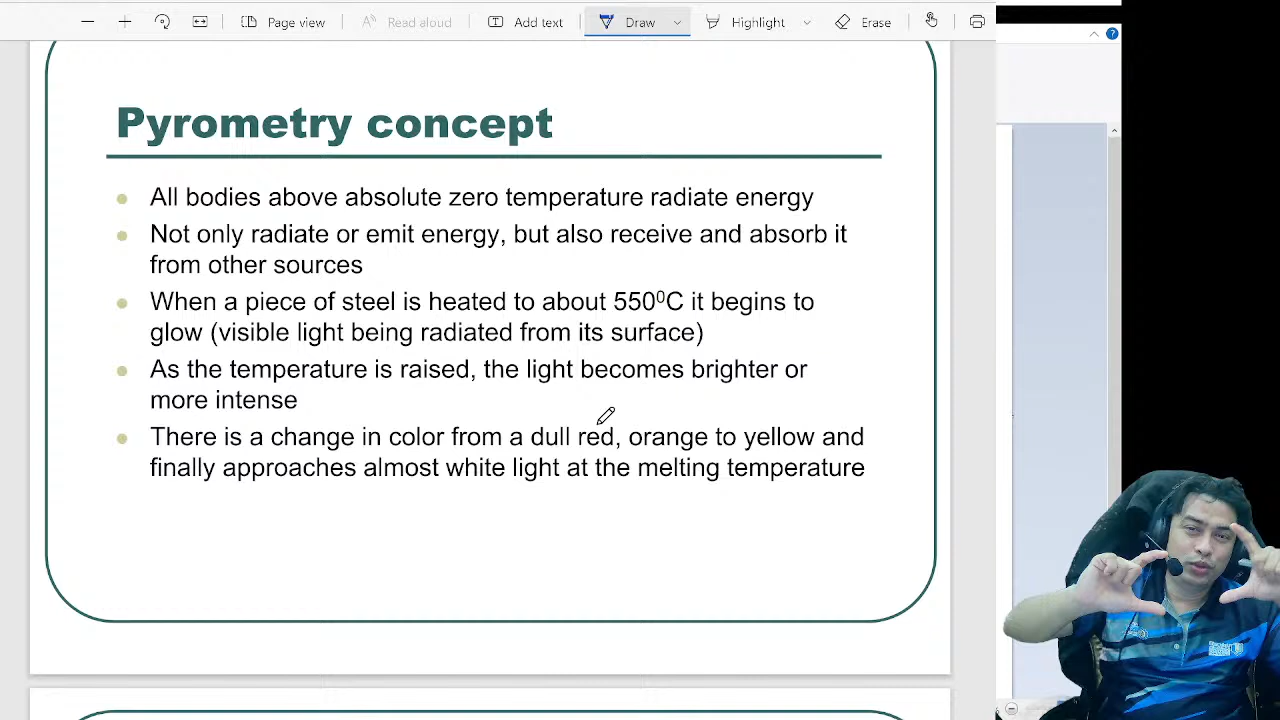 Page view
Read aloud
Add text
Draw
Highlight
Erase
Pyrometry concept
All bodies above absolute zero temperature radiate energy
Not only radiate or emit energy, but also receive and absorb it
from other sources
When a piece of steel is heated to about 550⁰C it begins to
glow (visible light being radiated from its surface)
As the temperature is raised, the light becomes brighter or
more intense
There is a change in color from a dull red, orange to yellow and
finally approaches almost white light at the melting temperature